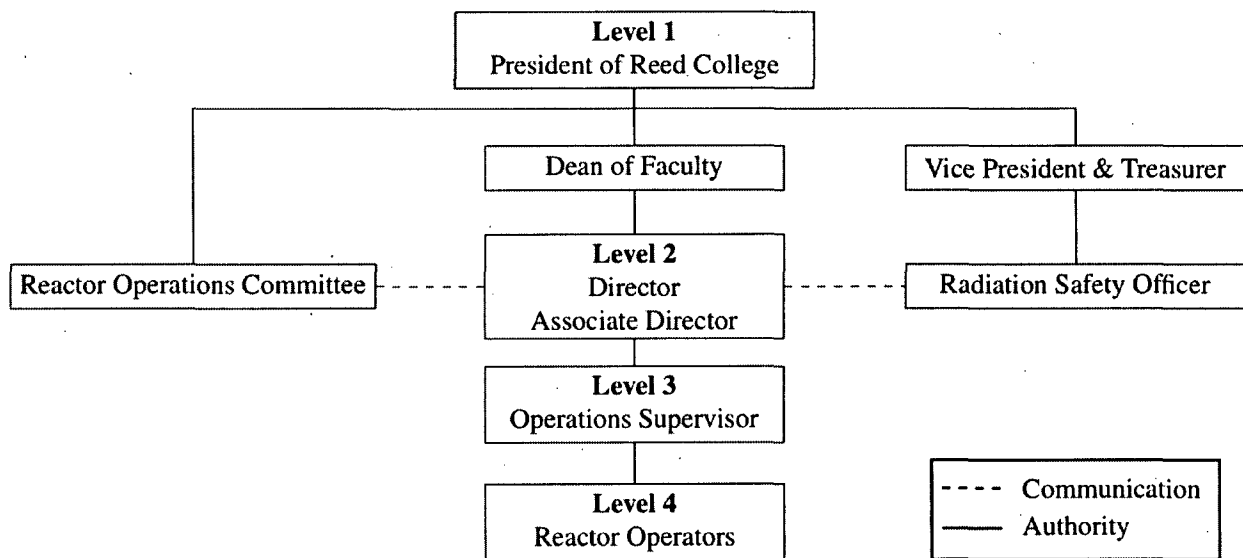 Level 1
President of Reed College
Dean of Faculty
Vice President & Treasurer
Reactor Operations Committee
Level 2
Director
Associate Director
Radiation Safety Officer
Level 3
Operations Supervisor
Level 4
Reactor Operators
Communication
Authority